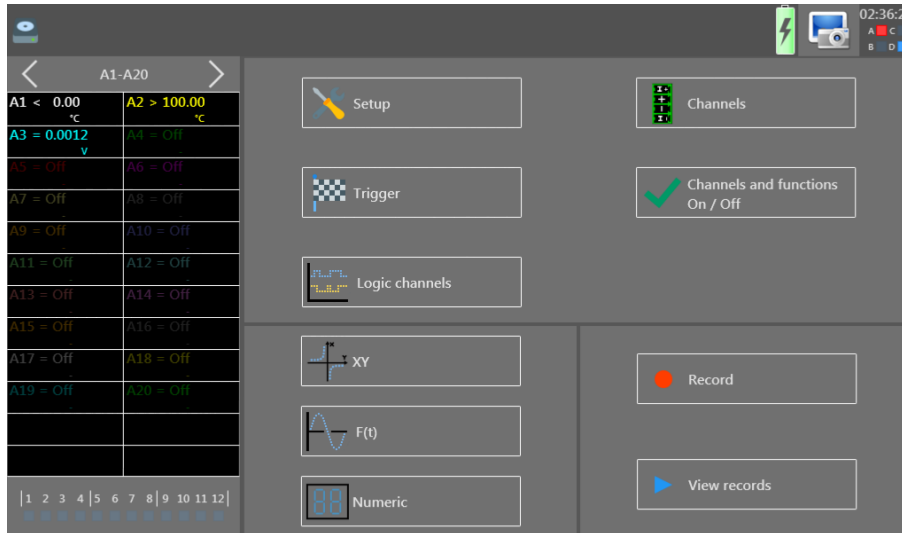 02:36:2
A C
B D
A1-A20
A1 < 0.00
°C
A2 > 100.00
°C
A3 = 0.0012
V
A4 = Off
A5 = Off
A6 = Off
A7 = Off
A8 = Off
A9 = Off
A10 = Off
A11 = Off
A12 = Off
A13 = Off
A14 = Off
A15 = Off
A16 = Off
A17 = Off
A18 = Off
A19 = Off
A20 = Off
1 2 3 4 5 6 7 8 9 10 11 12
Setup
Channels
Trigger
Channels and functions
On / Off
Logic channels
XY
F(t)
Numeric
Record
View records